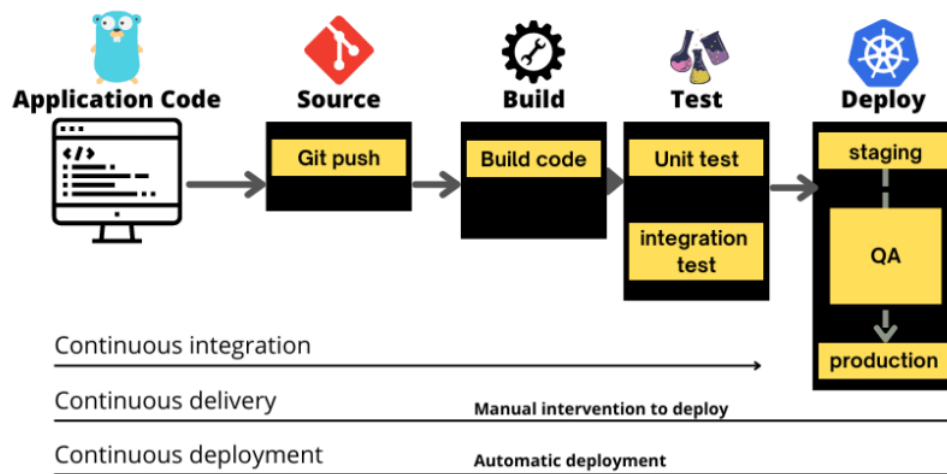 Application Code
Source
Build
Test
Deploy
</>
Git push
Build code
Unit test
integration
test
staging
QA
production
Continuous integration
Continuous delivery
Manual intervention to deploy
Continuous deployment
Automatic deployment